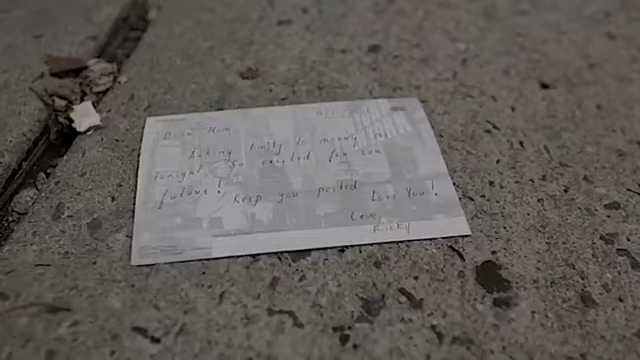 Dear Mom,
Asking Emily to marry me
tonight So excited for our
future! Keep you posted
Love You!
Love,
Ricky